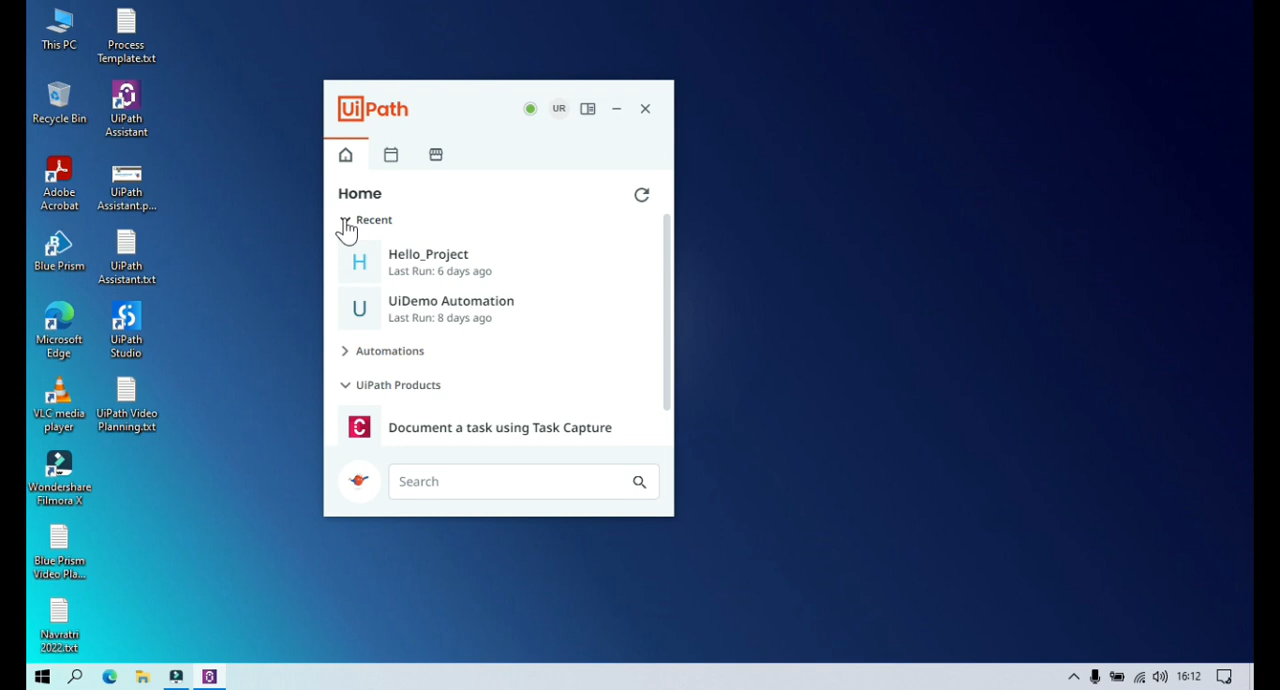 This PC
Process
Template.txt
Recycle Bin
UiPath
Assistant
Adobe
Acrobat
UiPath
Assistant.p...
Blue Prism
UiPath
Assistant.txt
Microsoft
Edge
UiPath
Studio
VLC media
player
UiPath Video
Planning.txt
Wondershare
Filmora X
Blue Prism
Video Pla...
Navratri
2022.txt
UiPath
UR
Home
Recent
H
Hello_Project
Last Run: 6 days ago
U
UiDemo Automation
Last Run: 8 days ago
Automations
UiPath Products
Document a task using Task Capture
Search
16:12